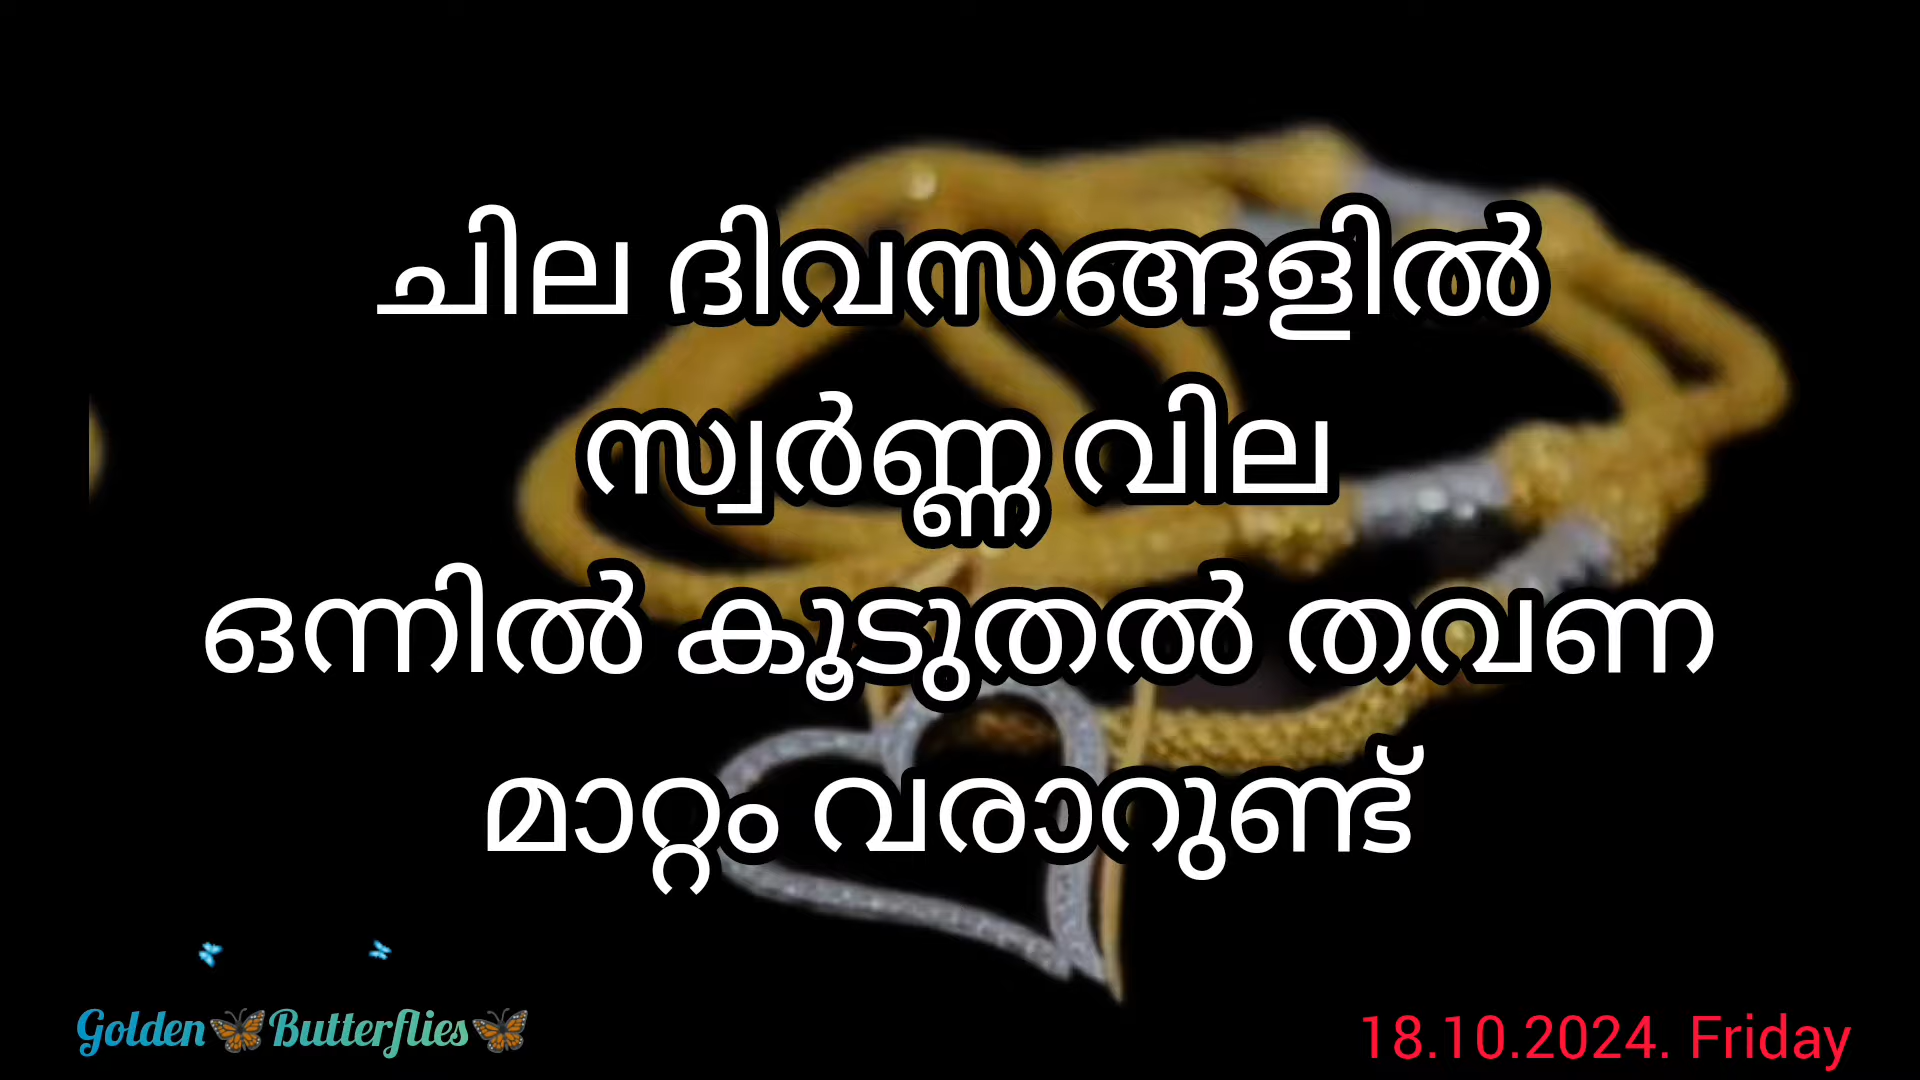 ചില ദിവസങ്ങളിൽ
സ്വർണ്ണ വില
ഒന്നിൽ കൂടുതൽ തവണ
മാറ്റം വരാറുണ്ട്
Golden🦋Butterflies🦋
18.10.2024. Friday